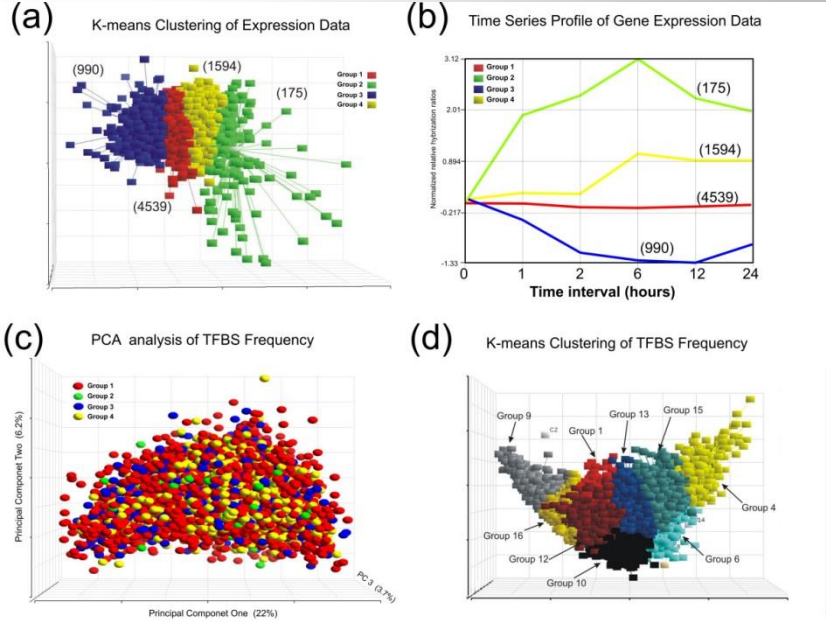 (a)
K-means Clustering of Expression Data
(990)
(1594)
(175)
(4539)
Group 1
Group 2
Group 3
Group 4
(b)
Time Series Profile of Gene Expression Data
Normalized relative hybrization ratios
3.12
2.01
0.894
-0.217
-1.33
Group 1
Group 2
Group 3
Group 4
(175)
(1594)
(4539)
(990)
0 1 2 6 12 24
Time interval (hours)
(c)
PCA analysis of TFBS Frequency
Group 1
Group 2
Group 3
Group 4
Principal Componet Two (6.2%)
PC 3 (3.7%)
Principal Componet One (22%)
(d)
K-means Clustering of TFBS Frequency
Group 9
C2
Group 1
Group 13
Group 15
Group 4
Group 16
Group 12
Group 10
Group 6